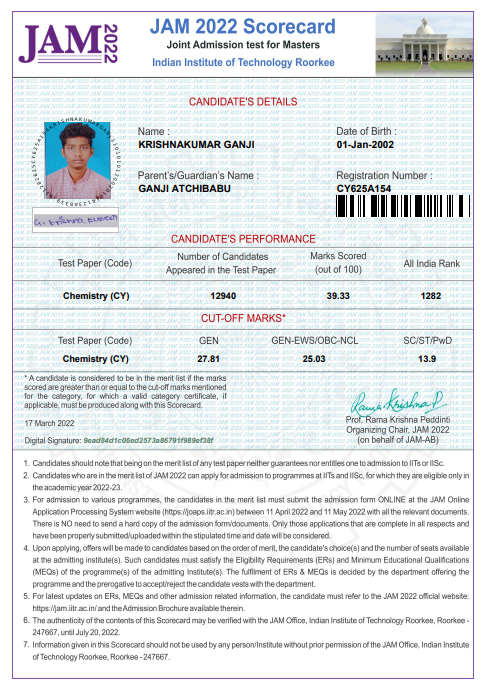 JAM 2022
JAM 2022 Scorecard
Joint Admission test for Masters
Indian Institute of Technology Roorkee
CANDIDATE'S DETAILS
Name :
KRISHNAKUMAR GANJI
Date of Birth :
01-Jan-2002
Parent's/Guardian's Name :
GANJI ATCHIBABU
Registration Number :
CY625A154
G. Krishna Kumar
CANDIDATE'S PERFORMANCE
Test Paper (Code)
Number of Candidates
Appeared in the Test Paper
Marks Scored
(out of 100)
All India Rank
Chemistry (CY) 12940 39.33 1282
CUT-OFF MARKS*
Test Paper (Code) GEN GEN-EWS/OBC-NCL SC/ST/PwD
Chemistry (CY) 27.81 25.03 13.9
* A candidate is considered to be in the merit list if the marks
scored are greater than or equal to the cut-off marks mentioned
for the category, for which a valid category certificate, if
applicable, must be produced along with this Scorecard.
17 March 2022
Digital Signature: 9ead84d1c06ed2573a86791f989ef38f
Rama Krishna P
Prof. Rama Krishna Peddinti
Organizing Chair, JAM 2022
(on behalf of JAM-AB)
1. Candidates should note that being on the merit list of any test paper neither guarantees nor entitles one to admission to IITs or IISc.
2. Candidates who are in the merit list of JAM 2022 can apply for admission to programmes at IITs and IISc, for which they are eligible only in
the academic year 2022-23.
3. For admission to various programmes, the candidates in the merit list must submit the admission form ONLINE at the JAM Online
Application Processing System website (https://joaps.iitr.ac.in) between 11 April 2022 and 11 May 2022 with all the relevant documents.
There is NO need to send a hard copy of the admission form/documents. Only those applications that are complete in all respects and
have been properly submitted/uploaded within the stipulated time and date will be considered.
4. Upon applying, offers will be made to candidates based on the order of merit, the candidate's choice(s) and the number of seats available
at the admitting institute(s). Such candidates must satisfy the Eligibility Requirements (ERs) and Minimum Educational Qualifications
(MEQs) of the programme(s) of the admitting Institute(s). The fulfilment of ERs & MEQs is decided by the department offering the
programme and the prerogative to accept/reject the candidate vests with the department.
5. For latest updates on ERs, MEQs and other admission related information, the candidate must refer to the JAM 2022 official website:
https://jam.iitr.ac.in/ and the Admission Brochure available therein.
6. The authenticity of the contents of this Scorecard may be verified with the JAM Office, Indian Institute of Technology Roorkee, Roorkee -
247667, until July 20, 2022.
7. Information given in this Scorecard should not be used by any person/Institute without prior permission of the JAM Office, Indian Institute
of Technology Roorkee, Roorkee - 247667.